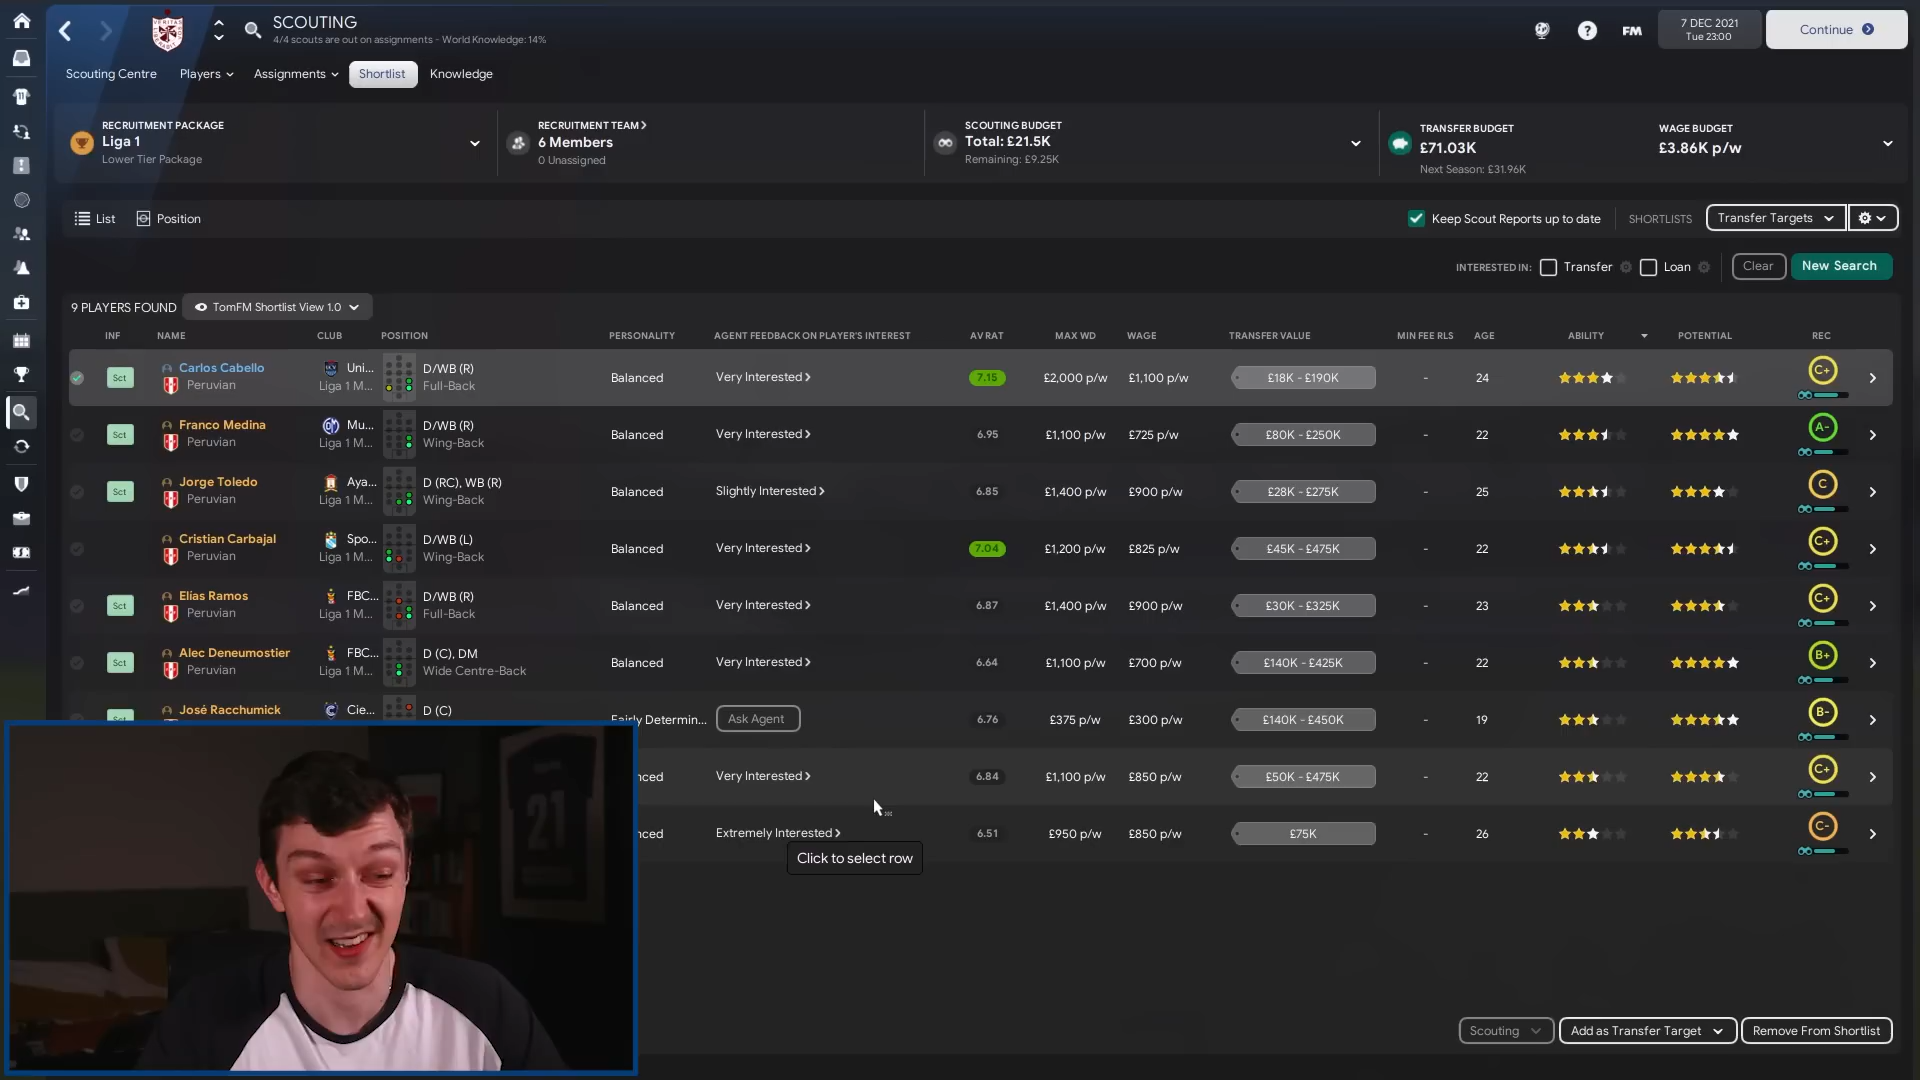 SCOUTING
4/4 scouts are out on assignments - World Knowledge: 14%
FM
7 DEC 2021
Tue 23:00
Continue
Scouting Centre Players Assignments Shortlist Knowledge
RECRUITMENT PACKAGE
Liga 1
Lower Tier Package
RECRUITMENT TEAM
6 Members
0 Unassigned
SCOUTING BUDGET
Total: £21.5K
Remaining: £9.25K
TRANSFER BUDGET
£71.03K
Next Season: £31.96K
WAGE BUDGET
£3.86K p/w
List Position Keep Scout Reports up to date SHORTLISTS Transfer Targets
INTERESTED IN: Transfer Loan Clear New Search
9 PLAYERS FOUND TomFM Shortlist View 1.0
INF NAME CLUB POSITION PERSONALITY AGENT FEEDBACK ON PLAYER'S INTEREST AV RAT MAX WD WAGE TRANSFER VALUE MIN FEE RLS AGE ABILITY POTENTIAL REC
Sct Carlos Cabello Uni... D/WB (R) Balanced Very Interested 7.15 £2,000 p/w £1,100 p/w £18K - £190K - 24 C+
Peruvian Liga 1 M... Full-Back
Sct Franco Medina Mu... D/WB (R) Balanced Very Interested 6.95 £1,100 p/w £725 p/w £80K - £250K - 22 A-
Peruvian Liga 1 M... Wing-Back
Sct Jorge Toledo Aya... D (RC), WB (R) Balanced Slightly Interested 6.85 £1,400 p/w £900 p/w £28K - £275K - 25 C
Peruvian Liga 1 M... Wing-Back
Sct Cristian Carbajal Spo... D/WB (L) Balanced Very Interested 7.04 £1,200 p/w £825 p/w £45K - £475K - 22 C+
Peruvian Liga 1 M... Wing-Back
Sct Elías Ramos FBC... D/WB (R) Balanced Very Interested 6.87 £1,400 p/w £900 p/w £30K - £325K - 23 C+
Peruvian Liga 1 M... Full-Back
Sct Alec Deneumostier FBC... D (C), DM Balanced Very Interested 6.64 £1,100 p/w £700 p/w £140K - £425K - 22 B+
Peruvian Liga 1 M... Wide Centre-Back
Sct José Racchumick Cie... D (C) Fairly Determin... Ask Agent 6.76 £375 p/w £300 p/w £140K - £450K - 19 B-
nced Very Interested 6.84 £1,100 p/w £850 p/w £50K - £475K - 22 C+
nced Extremely Interested 6.51 £950 p/w £850 p/w £75K - 26 C-
Click to select row
21
Scouting Add as Transfer Target Remove From Shortlist